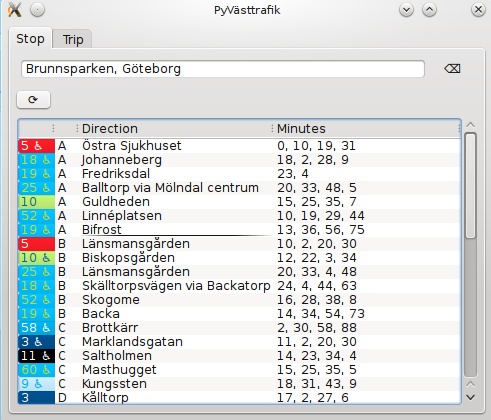 PyVästtrafik
Stop Trip
Brunnsparken, Göteborg
Direction Minutes
5 A Östra Sjukhuset 0, 10, 19, 31
18 A Johanneberg 18, 2, 28, 9
19 A Fredriksdal 23, 4
25 A Balltorp via Mölndal centrum 20, 33, 48, 5
10 A Guldheden 15, 25, 35, 7
52 A Linnéplatsen 10, 19, 29, 44
19 A Bifrost 13, 36, 56, 75
5 B Länsmansgården 10, 2, 20, 30
10 B Biskopsgården 12, 22, 3, 34
25 B Länsmansgården 20, 33, 4, 48
18 B Skälltorpsvägen via Backatorp 24, 4, 44, 63
52 B Skogome 16, 28, 38, 8
19 B Backa 14, 34, 54, 73
58 C Brottkärr 2, 30, 58, 88
3 C Marklandsgatan 11, 2, 20, 30
11 C Saltholmen 14, 23, 34, 4
60 C Masthugget 15, 25, 35, 5
9 C Kungssten 18, 31, 43, 9
3 D Kålltorp 17, 2, 27, 6